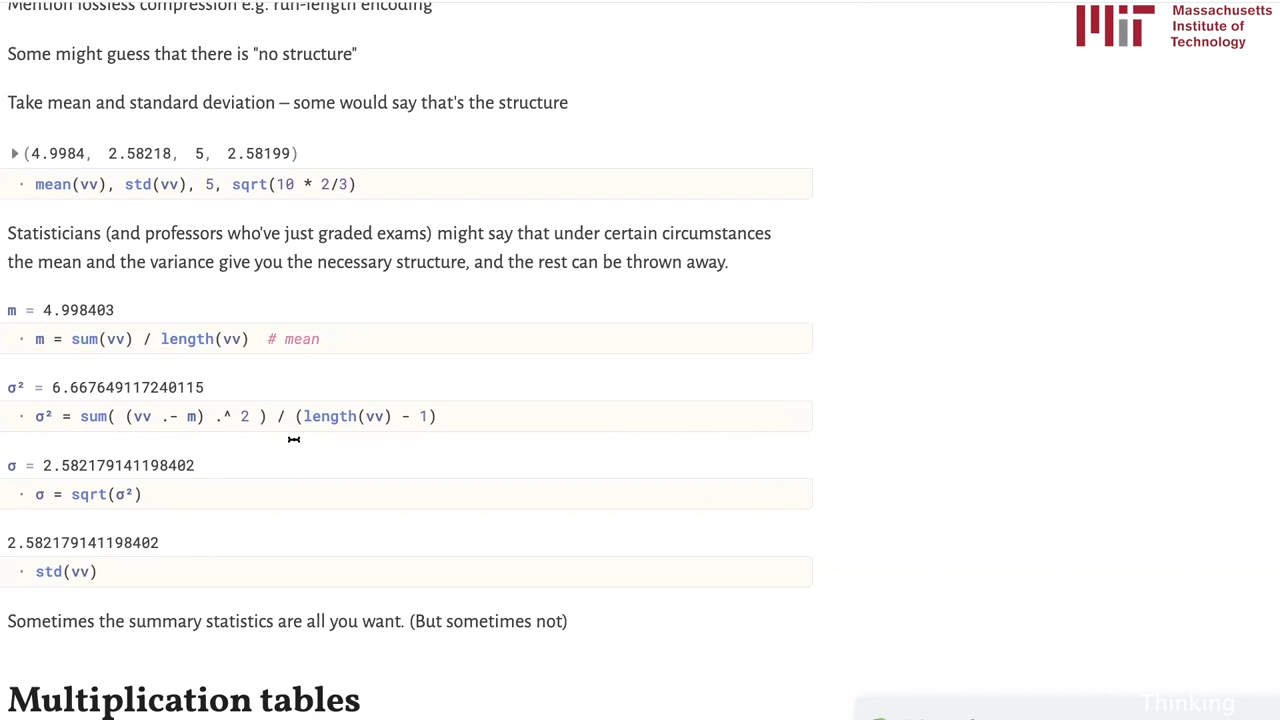 Mention lossless compression e.g. run-length encoding
Massachusetts
Institute of
Technology
Some might guess that there is "no structure"
Take mean and standard deviation – some would say that's the structure
(4.9984, 2.58218, 5, 2.58199)
· mean(vv), std(vv), 5, sqrt(10 * 2/3)
Statisticians (and professors who've just graded exams) might say that under certain circumstances
the mean and the variance give you the necessary structure, and the rest can be thrown away.
m = 4.998403
· m = sum(vv) / length(vv)  # mean
σ² = 6.667649117240115
· σ² = sum( (vv .- m) .^ 2 ) / (length(vv) - 1)
σ = 2.582179141198402
· σ = sqrt(σ²)
2.582179141198402
· std(vv)
Sometimes the summary statistics are all you want. (But sometimes not)
Multiplication tables
Thinking